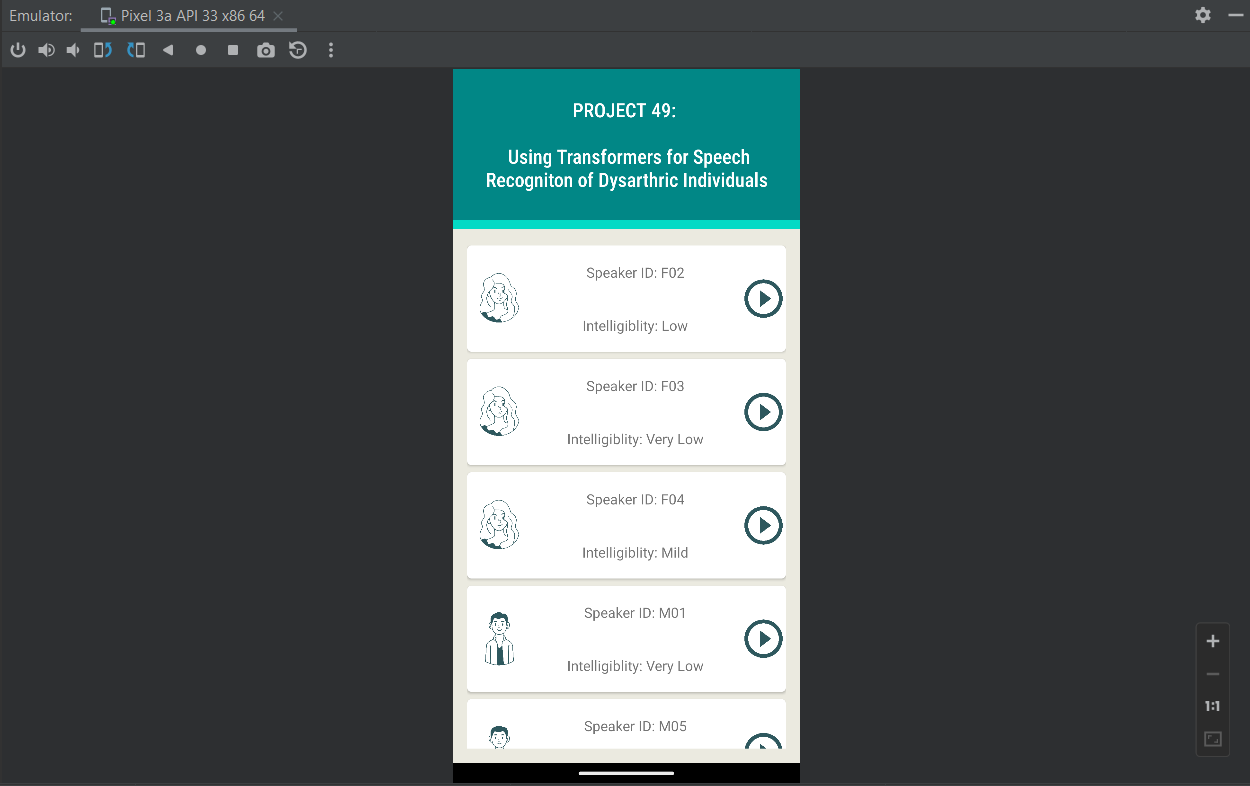 Emulator: Pixel 3a API 33 x86 64
PROJECT 49:
Using Transformers for Speech
Recogniton of Dysarthric Individuals
Speaker ID: F02
Intelligiblity: Low
Speaker ID: F03
Intelligiblity: Very Low
Speaker ID: F04
Intelligiblity: Mild
Speaker ID: M01
Intelligiblity: Very Low
Speaker ID: M05
1:1